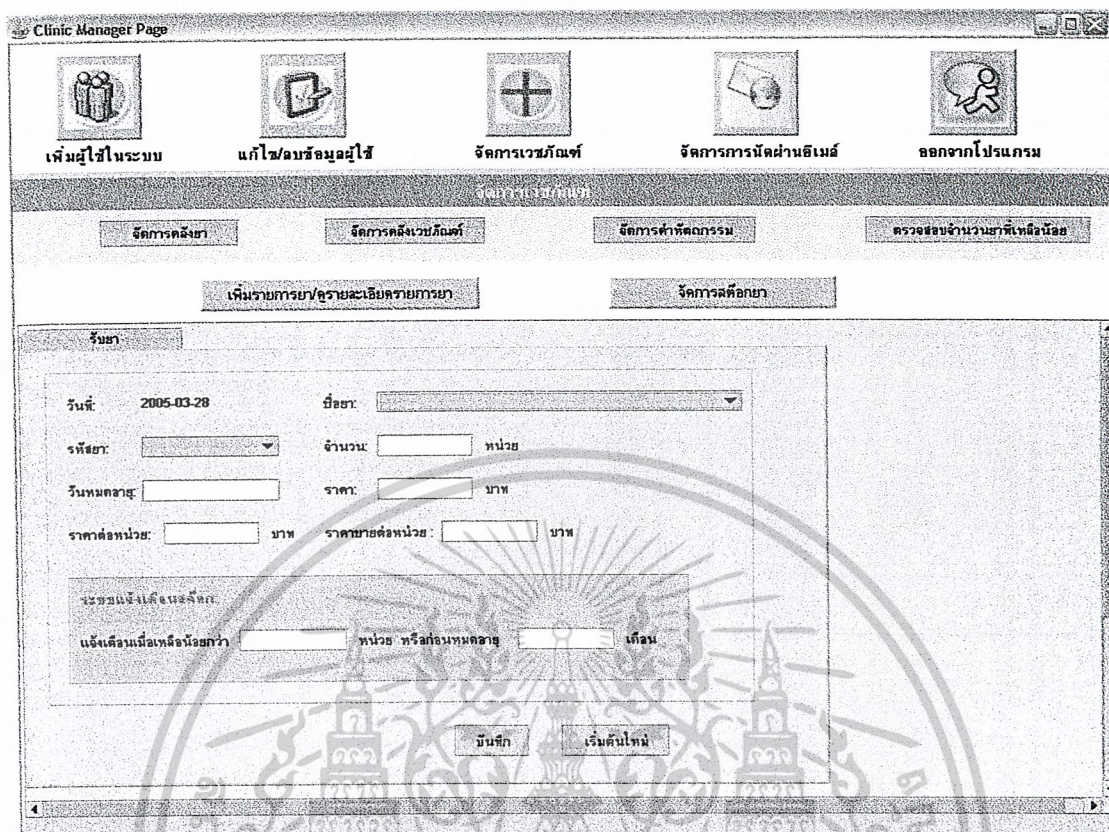 Clinic Manager Page
เพิ่มผู้ใช้ในระบบ แก้ไข/ลบข้อมูลผู้ใช้ จัดการเวชภัณฑ์ จัดการการนัดผ่านอีเมล์ ออกจากโปรแกรม
จัดการเวชภัณฑ์
จัดการคลังยา จัดการคลังเวชภัณฑ์ จัดการค่าหัตถกรรม ตรวจสอบจำนวนยาที่เหลือน้อย
เพิ่มรายการยา/ดูรายละเอียดรายการยา จัดการสต๊อกยา
รับยา
วันที่: 2005-03-28 ชื่อยา:
รหัสยา: จำนวน: หน่วย
วันหมดอายุ: ราคา: บาท
ราคาต่อหน่วย: บาท ราคาขายต่อหน่วย : บาท
ระบบแจ้งเตือนสต๊อก:
แจ้งเตือนเมื่อเหลือน้อยกว่า หน่วย หรือก่อนหมดอายุ เดือน
บันทึก เริ่มต้นใหม่